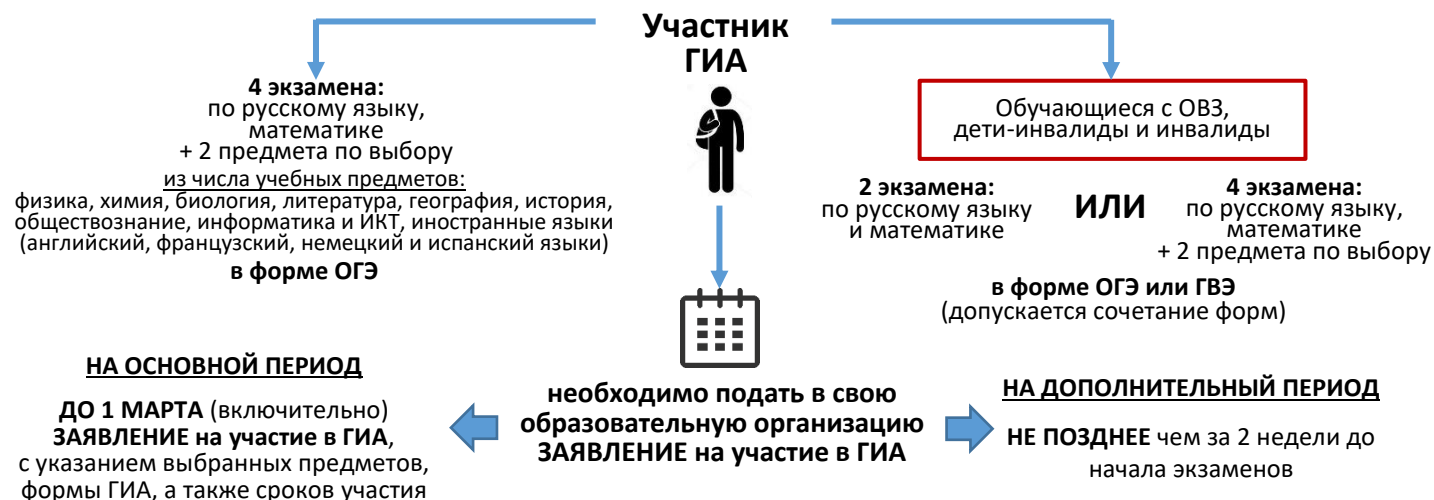 Участник
ГИА
4 экзамена:
по русскому языку,
математике
+ 2 предмета по выбору
из числа учебных предметов:
физика, химия, биология, литература, география, история,
обществознание, информатика и ИКТ, иностранные языки
(английский, французский, немецкий и испанский языки)
в форме ОГЭ
Обучающиеся с ОВЗ,
дети-инвалиды и инвалиды
2 экзамена:
по русскому языку
и математике
ИЛИ
4 экзамена:
по русскому языку,
математике
+ 2 предмета по выбору
в форме ОГЭ или ГВЭ
(допускается сочетание форм)
необходимо подать в свою
образовательную организацию
ЗАЯВЛЕНИЕ на участие в ГИА
НА ОСНОВНОЙ ПЕРИОД
ДО 1 МАРТА (включительно)
ЗАЯВЛЕНИЕ на участие в ГИА,
с указанием выбранных предметов,
формы ГИА, а также сроков участия
НА ДОПОЛНИТЕЛЬНЫЙ ПЕРИОД
НЕ ПОЗДНЕЕ чем за 2 недели до
начала экзаменов